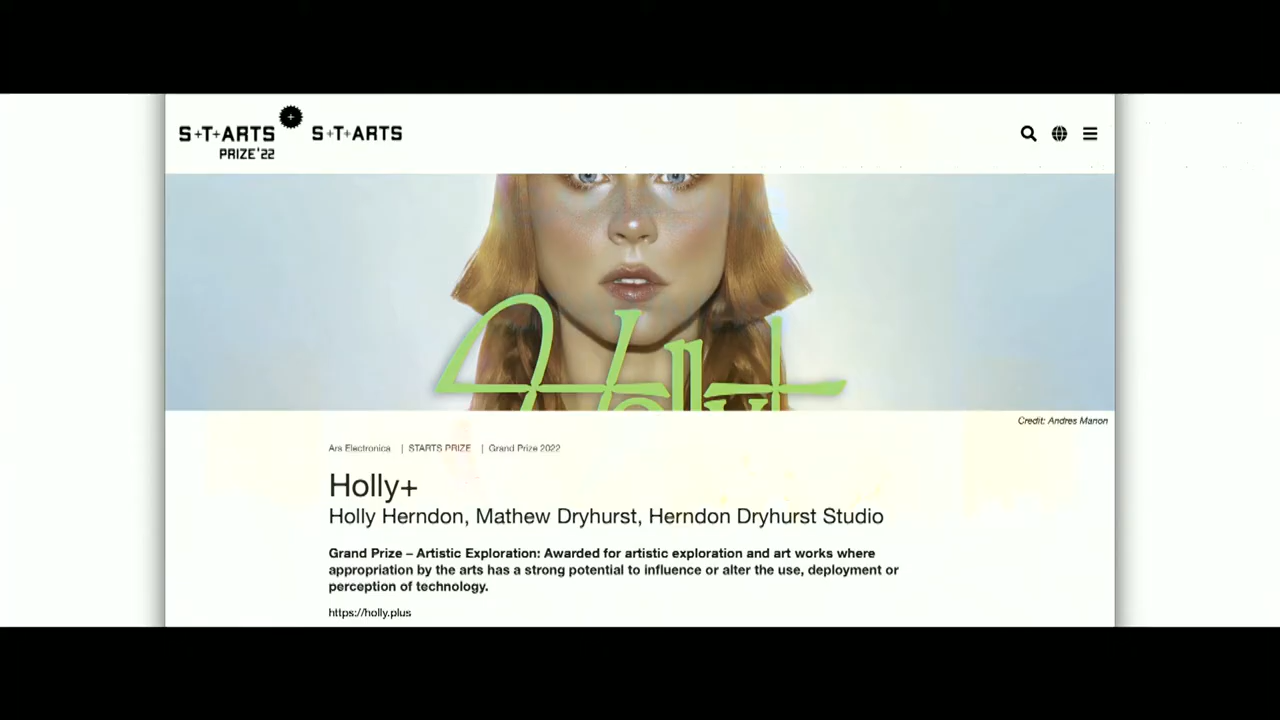 S+T+ARTS
PRIZE'22
S+T+ARTS
Holly+
Credit: Andres Manon
Ars Electronica | STARTS PRIZE | Grand Prize 2022
Holly+
Holly Herndon, Mathew Dryhurst, Herndon Dryhurst Studio
Grand Prize – Artistic Exploration: Awarded for artistic exploration and art works where
appropriation by the arts has a strong potential to influence or alter the use, deployment or
perception of technology.
https://holly.plus